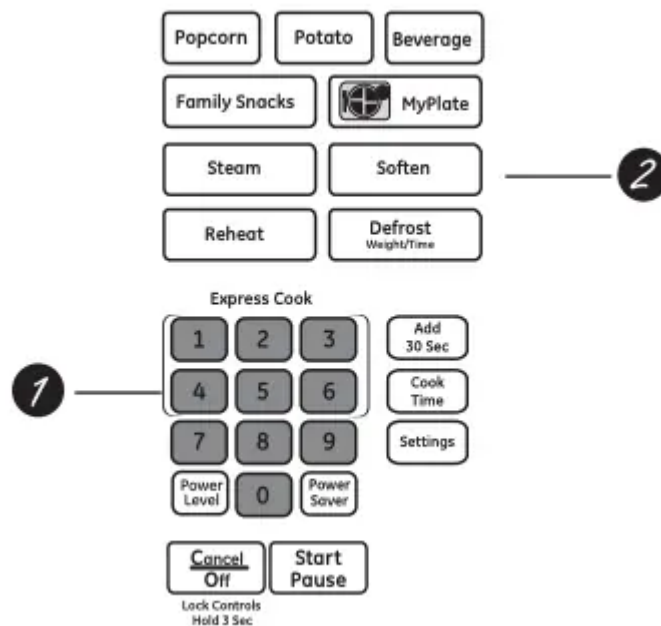 Popcorn Potato Beverage
Family Snacks MyPlate
Steam Soften 2
Reheat Defrost
Weight/Time
Express Cook
1 2 3 Add
30 Sec
1 4 5 6 Cook
Time
7 8 9 Settings
Power
Level 0 Power
Saver
Cancel
Off Start
Pause
Lock Controls
Hold 3 Sec